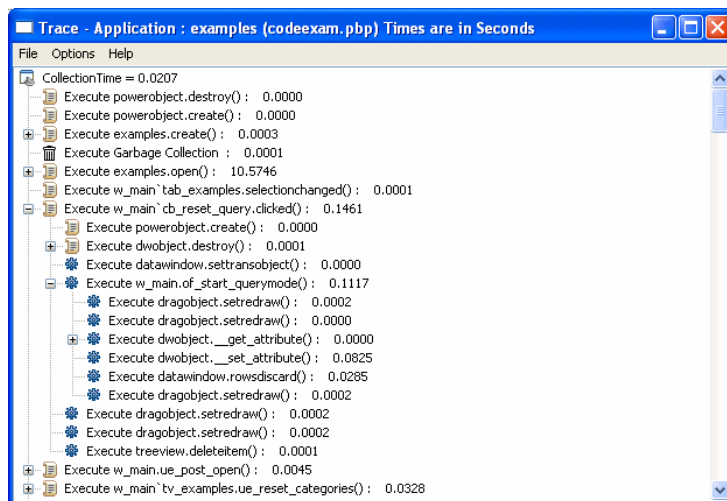 Trace - Application : examples (codeexam.pbp) Times are in Seconds
File Options Help
CollectionTime = 0.0207
Execute powerobject.destroy() : 0.0000
Execute powerobject.create() : 0.0000
Execute examples.create() : 0.0003
Execute Garbage Collection : 0.0001
Execute examples.open() : 10.5746
Execute w_main`tab_examples.selectionchanged() : 0.0001
Execute w_main`cb_reset_query.clicked() : 0.1461
Execute powerobject.create() : 0.0000
Execute dwobject.destroy() : 0.0001
Execute datawindow.settransobject() : 0.0000
Execute w_main.of_start_querymode() : 0.1117
Execute dragobject.setredraw() : 0.0002
Execute dragobject.setredraw() : 0.0000
Execute dwobject.__get_attribute() : 0.0000
Execute dwobject.__set_attribute() : 0.0825
Execute datawindow.rowsdiscard() : 0.0285
Execute dragobject.setredraw() : 0.0002
Execute dragobject.setredraw() : 0.0002
Execute dragobject.setredraw() : 0.0002
Execute treeview.deleteitem() : 0.0001
Execute w_main.ue_post_open() : 0.0045
Execute w_main`tv_examples.ue_reset_categories() : 0.0328